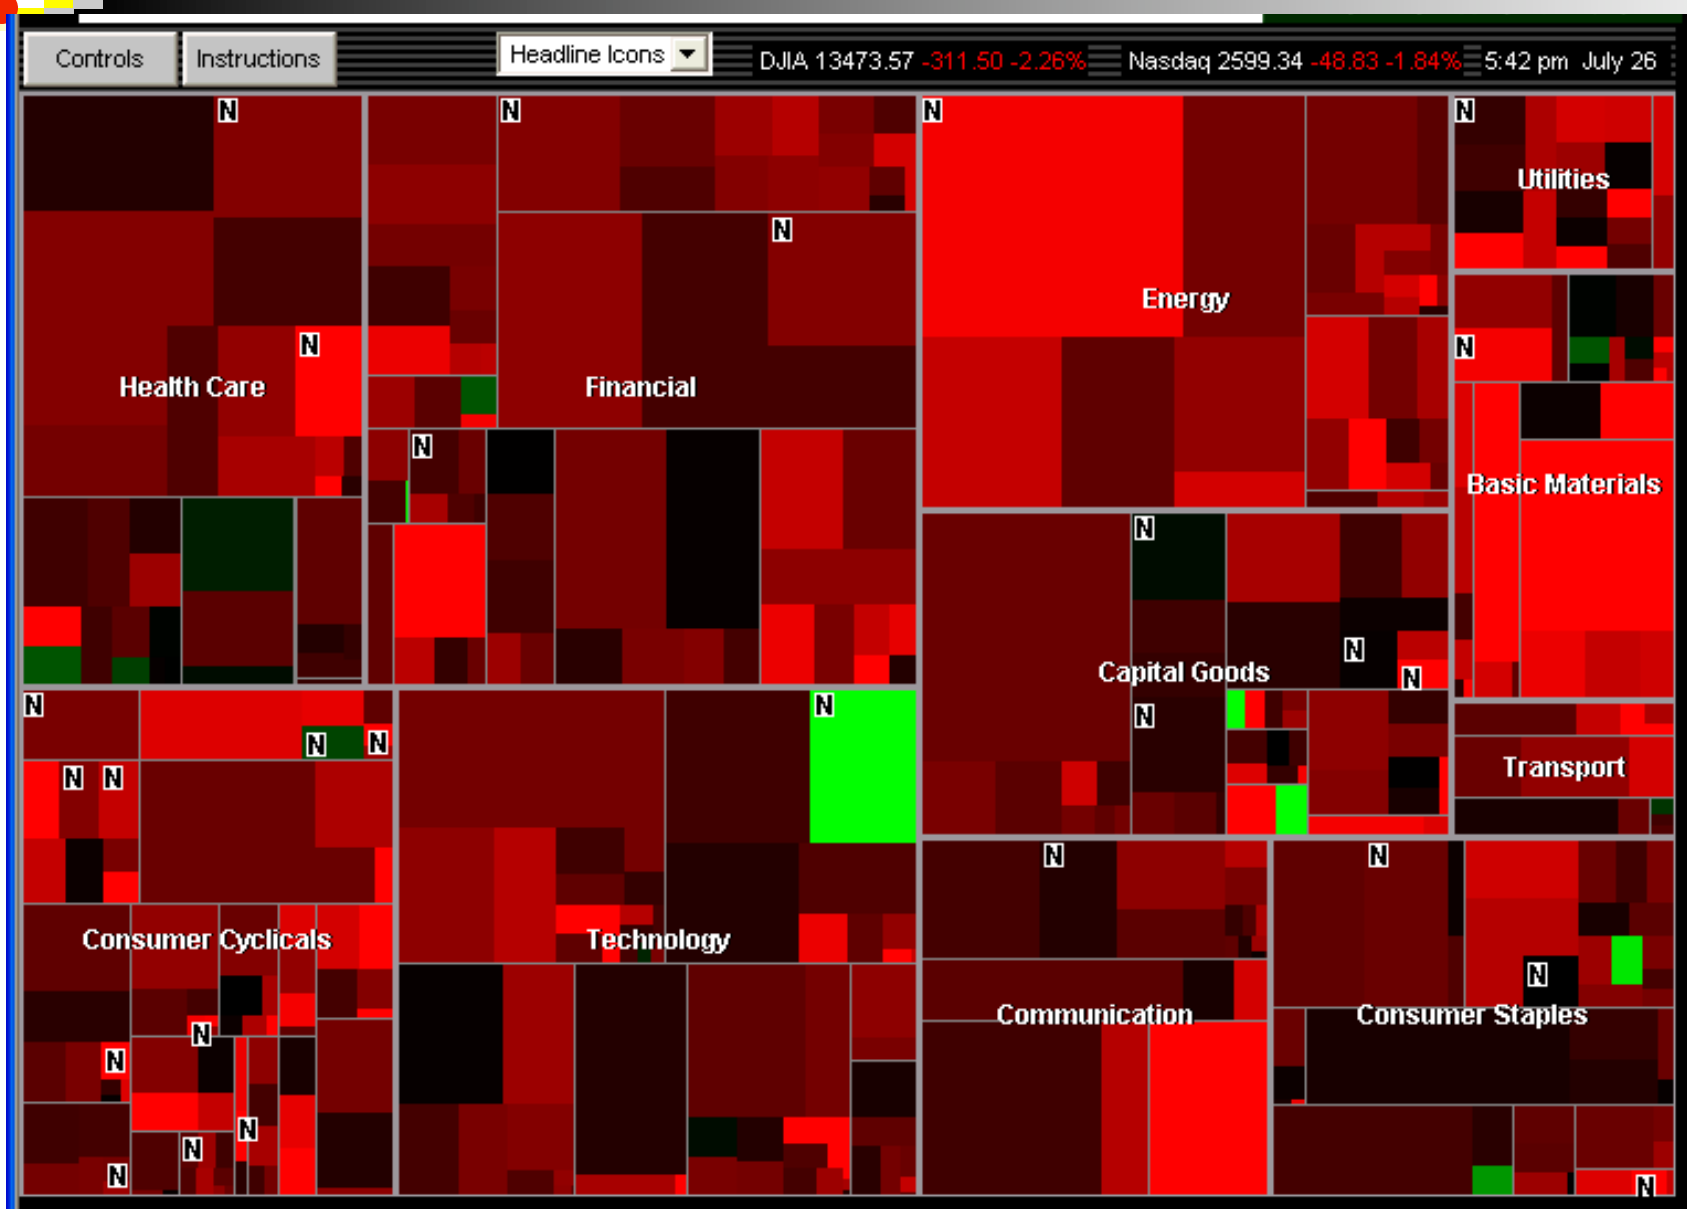 Controls
Instructions
Headline Icons
DJIA 13473.57 -311.50 -2.26%
Nasdaq 2599.34 -48.83 -1.84%
5:42 pm July 26
N
N
N
N
Utilities
N
Energy
N
N
Health Care
Financial
N
Basic Materials
N
N
Capital Goods
N
N
N
N
N
N
N
N
N
Transport
N
N
Consumer Cyclicals
Technology
N
Communication
Consumer Staples
N
N
N
N
N
N